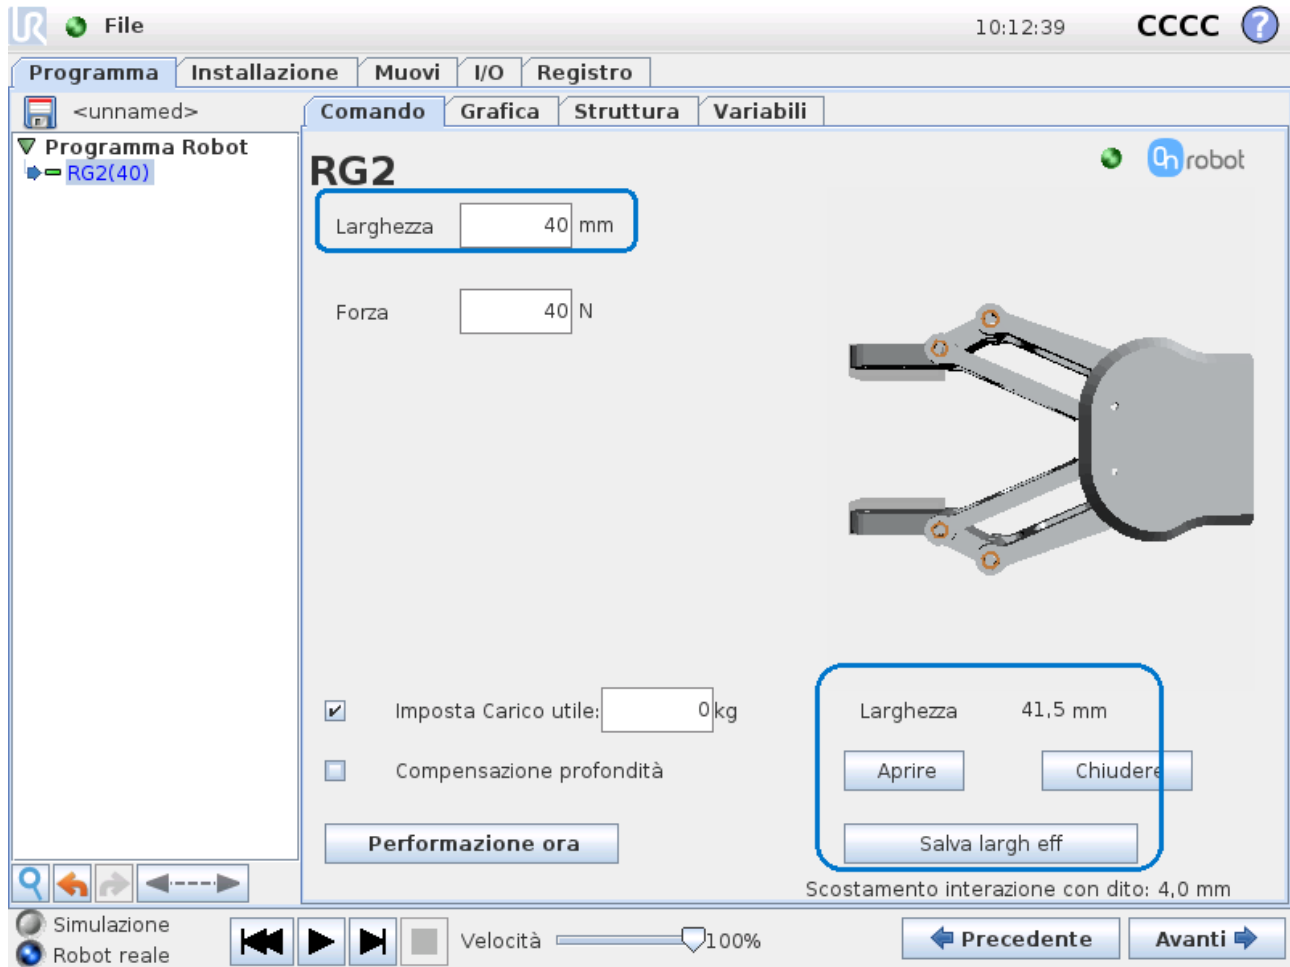 UR File 10:12:39 CCCC ?
Programma Installazione Muovi I/O Registro
<unnamed> Comando Grafica Struttura Variabili
Programma Robot
RG2(40)
RG2
On robot
Larghezza 40 mm
Forza 40 N
Imposta Carico utile: 0 kg
Larghezza 41,5 mm
Compensazione profondità
Aprire Chiudere
Performazione ora
Salva largh eff
Scostamento interazione con dito: 4,0 mm
Simulazione
Robot reale
Velocità 100%
Precedente Avanti